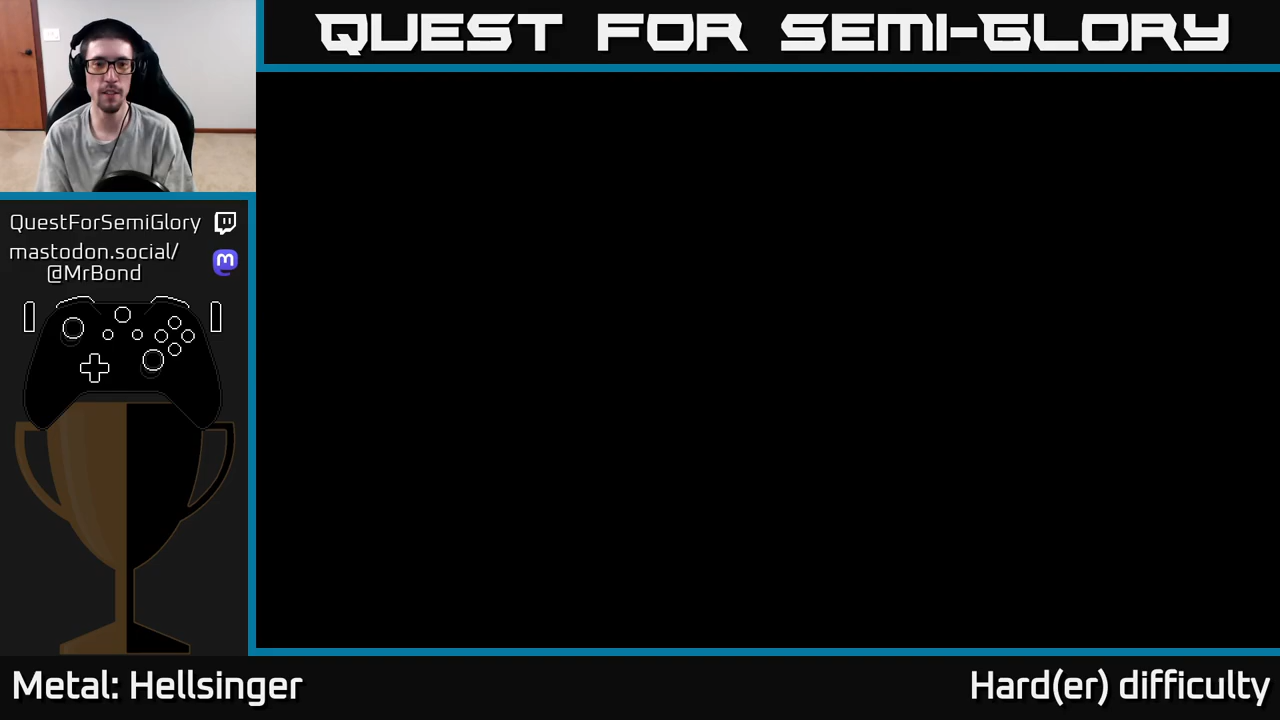 QUEST FOR SEMI-GLORY
QuestForSemiGlory
mastodon.social/
@MrBond
Metal: Hellsinger
Hard(er) difficulty